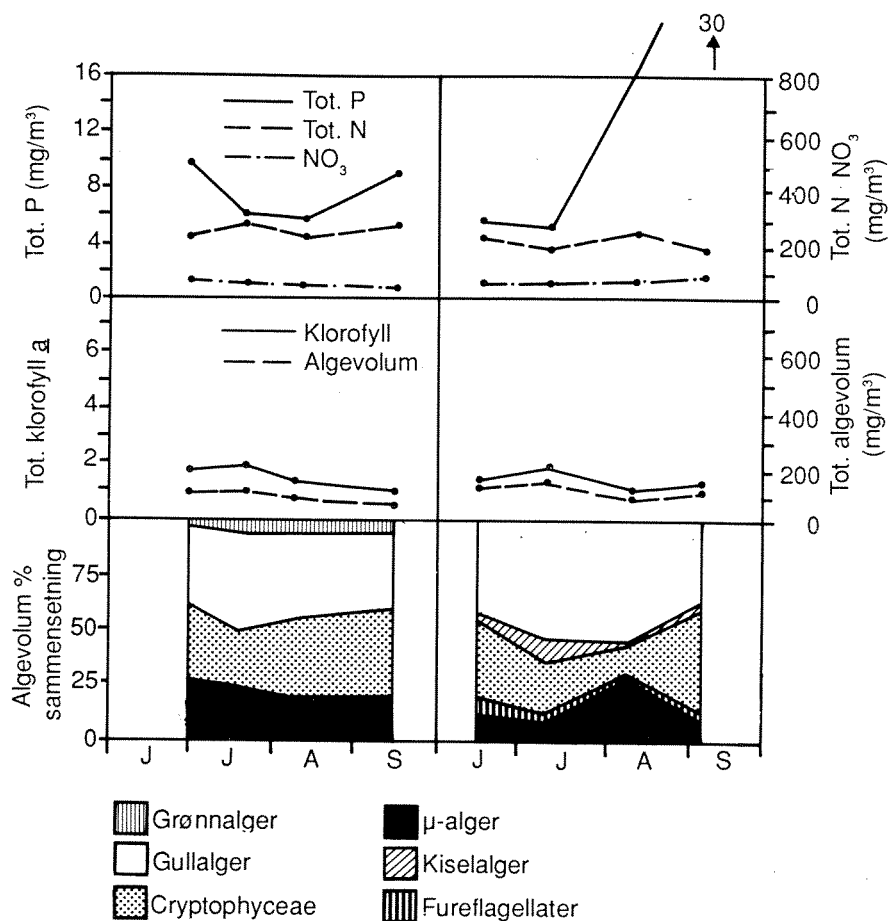 30
16
12
8
4
0
Tot. P (mg/m³)
Tot. P
Tot. N
NO₃
800
600
400
200
0
Tot. N · NO₃
(mg/m³)
6
4
2
0
Tot. klorofyll a
Klorofyll
Algevolum
600
400
200
0
Tot. algevolum
(mg/m³)
75
50
25
0
Algevolum %
sammensetning
J J A S J J A S
Grønnalger
Gullalger
Cryptophyceae
μ-alger
Kiselalger
Fureflagellater